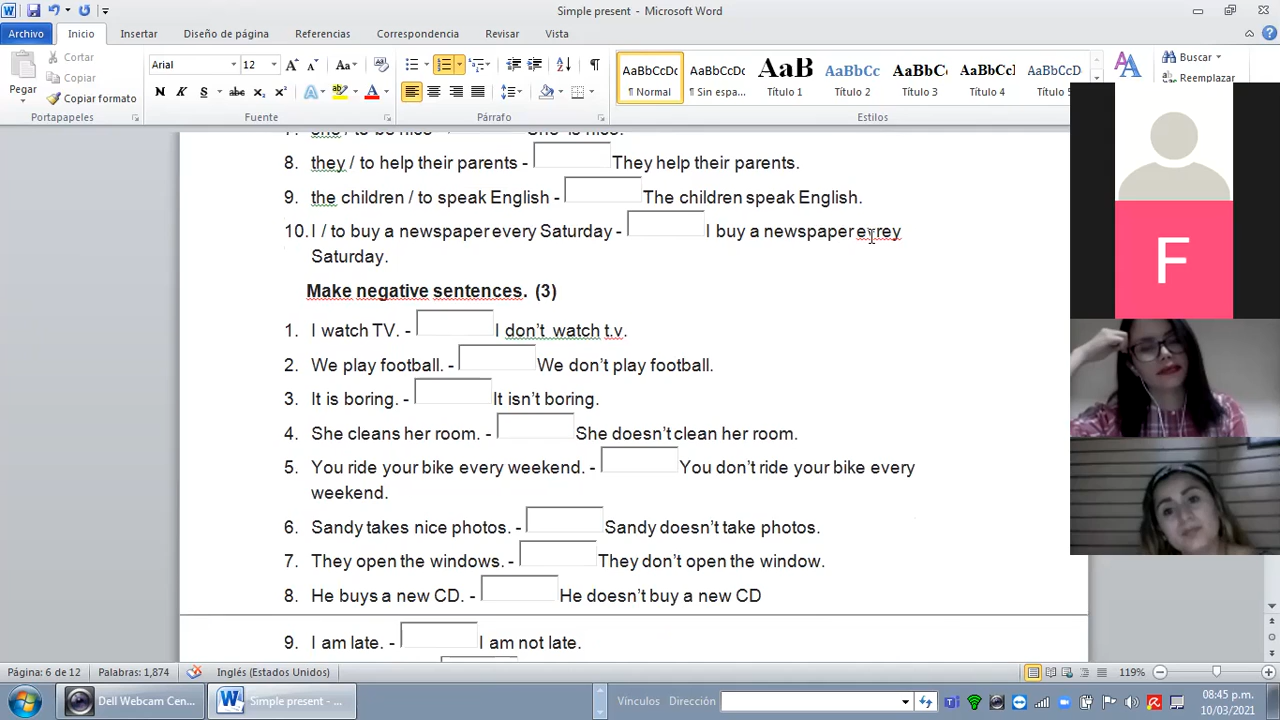 Simple present - Microsoft Word
Archivo Inicio Insertar Diseño de página Referencias Correspondencia Revisar Vista
Pegar
Cortar
Copiar
Copiar formato
Portapapeles
Arial 12
Fuente
Párrafo
AaBbCcDc AaBbCcDc AaB AaBbCc AaBbC AaBbC AaBbCcD
¶ Normal ¶ Sin espa... Título 1 Título 2 Título 3 Título 4 Título
Estilos
Buscar
Reemplazar
8. they / to help their parents - They help their parents.
9. the children / to speak English - The children speak English.
10. I / to buy a newspaper every Saturday - I buy a newspaper evrey
Saturday.
Make negative sentences. (3)
1. I watch TV. - I don't watch t.v.
2. We play football. - We don't play football.
3. It is boring. - It isn't boring.
4. She cleans her room. - She doesn't clean her room.
5. You ride your bike every weekend. - You don't ride your bike every
weekend.
6. Sandy takes nice photos. - Sandy doesn't take photos.
7. They open the windows. - They don't open the window.
8. He buys a new CD. - He doesn't buy a new CD
9. I am late. - I am not late.
F
Página: 6 de 12 Palabras: 1,874 Inglés (Estados Unidos) 119%
Dell Webcam Cen... Simple present - ... Vínculos Dirección
08:45 p.m.
10/03/2021